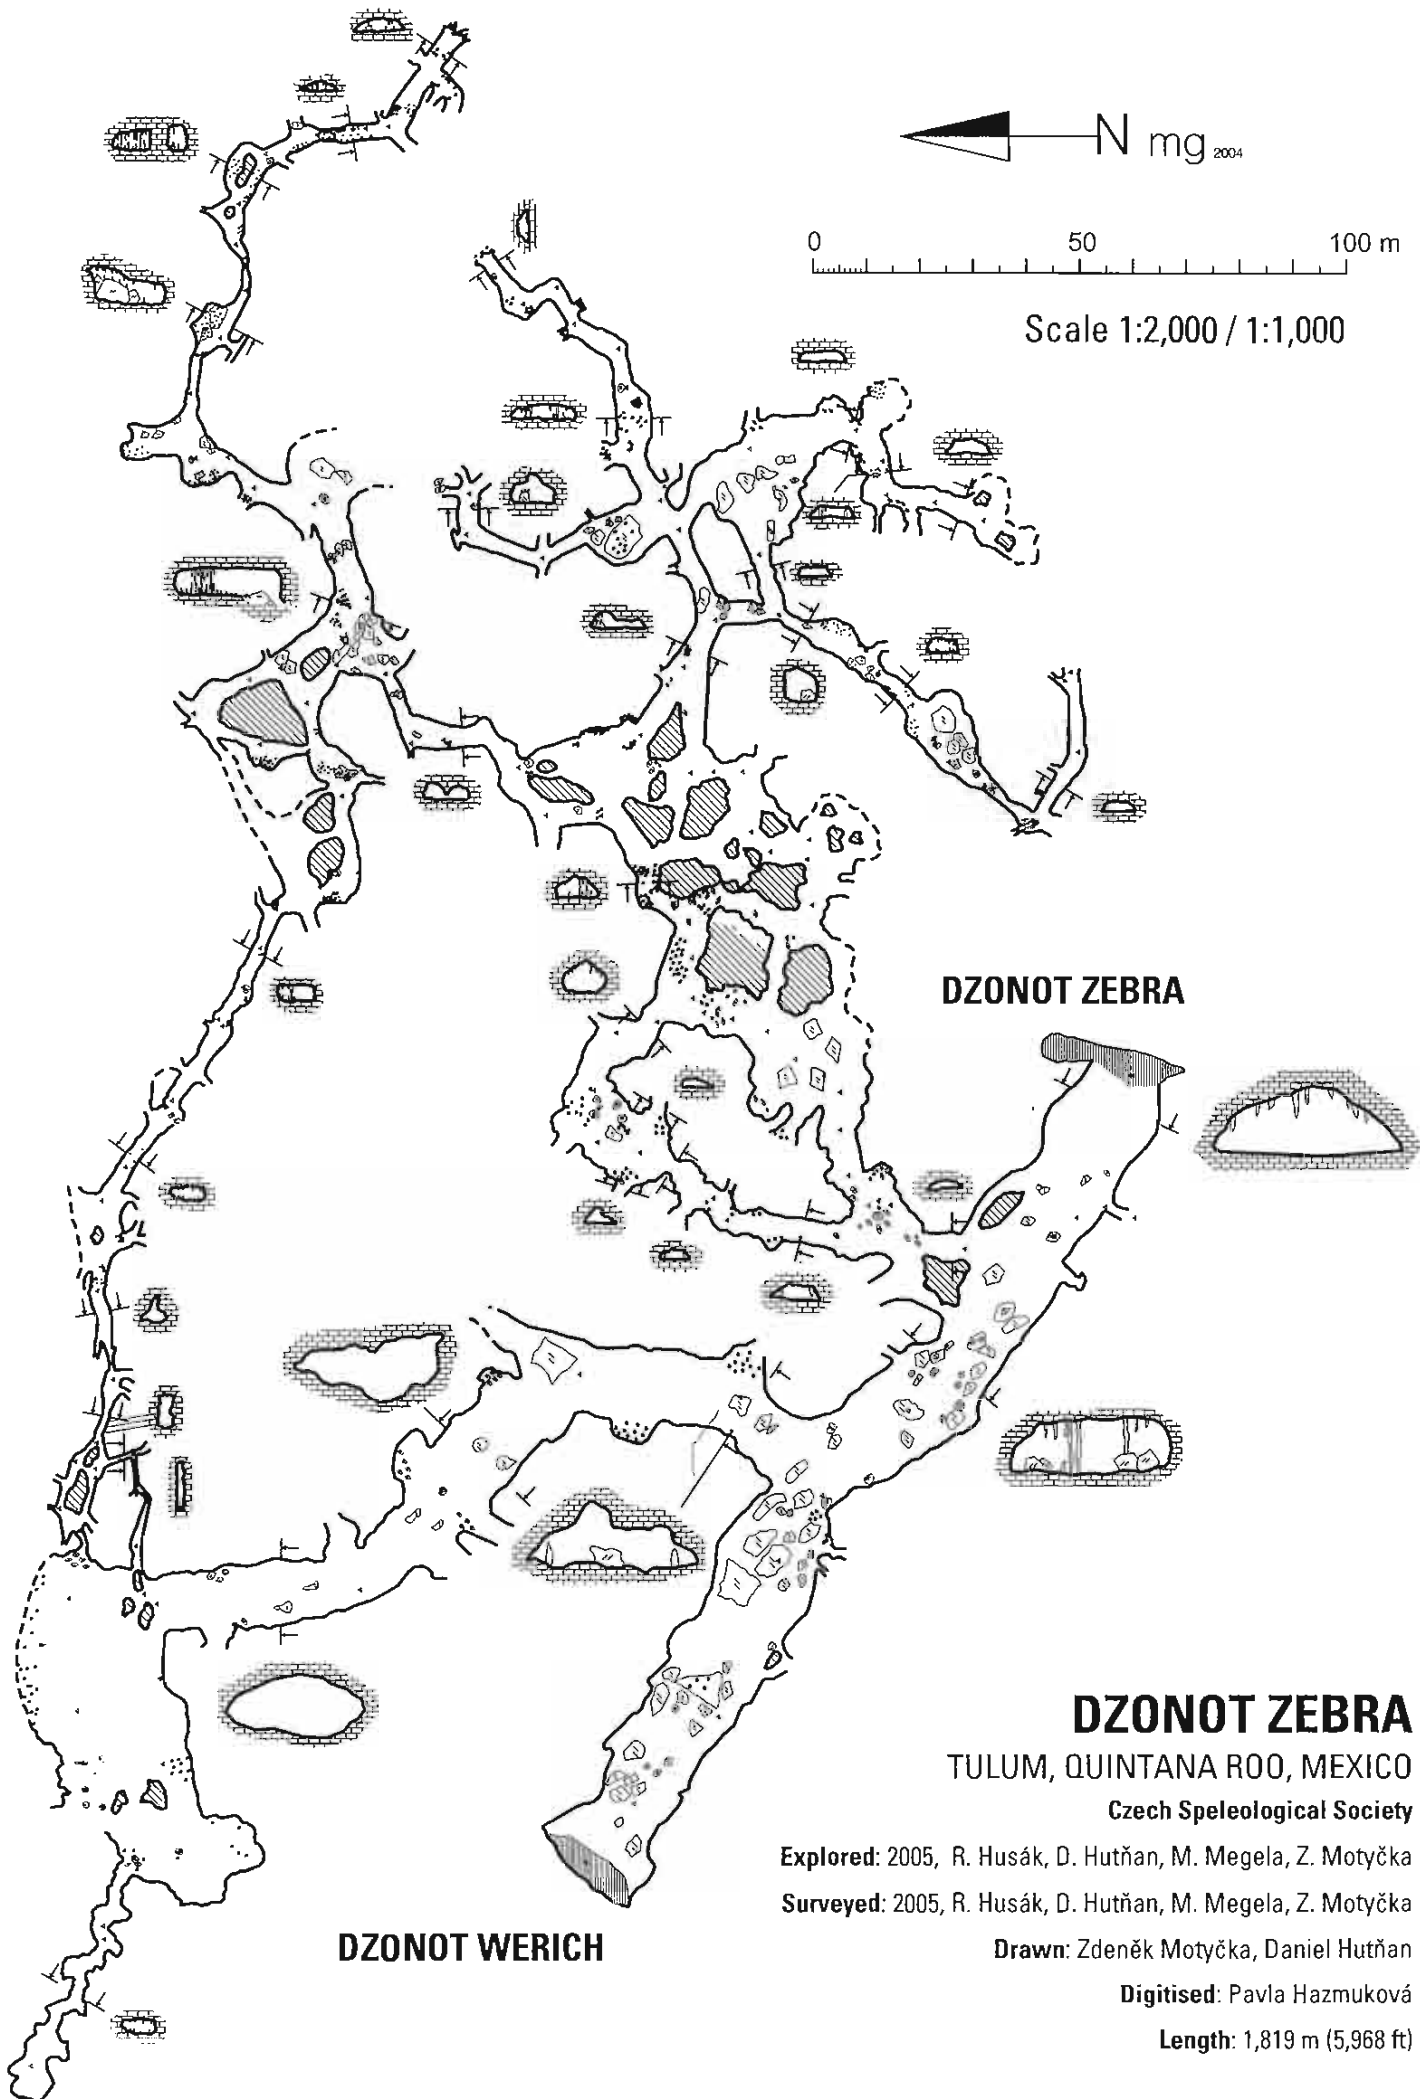 N mg 2004
0 50 100 m
Scale 1:2,000 / 1:1,000
DZONOT ZEBRA
DZONOT ZEBRA
TULUM, QUINTANA ROO, MEXICO
Czech Speleological Society
Explored: 2005, R. Husák, D. Hutňan, M. Megela, Z. Motyčka
Surveyed: 2005, R. Husák, D. Hutňan, M. Megela, Z. Motyčka
DZONOT WERICH
Drawn: Zdeněk Motyčka, Daniel Hutňan
Digitised: Pavla Hazmuková
Length: 1,819 m (5,968 ft)